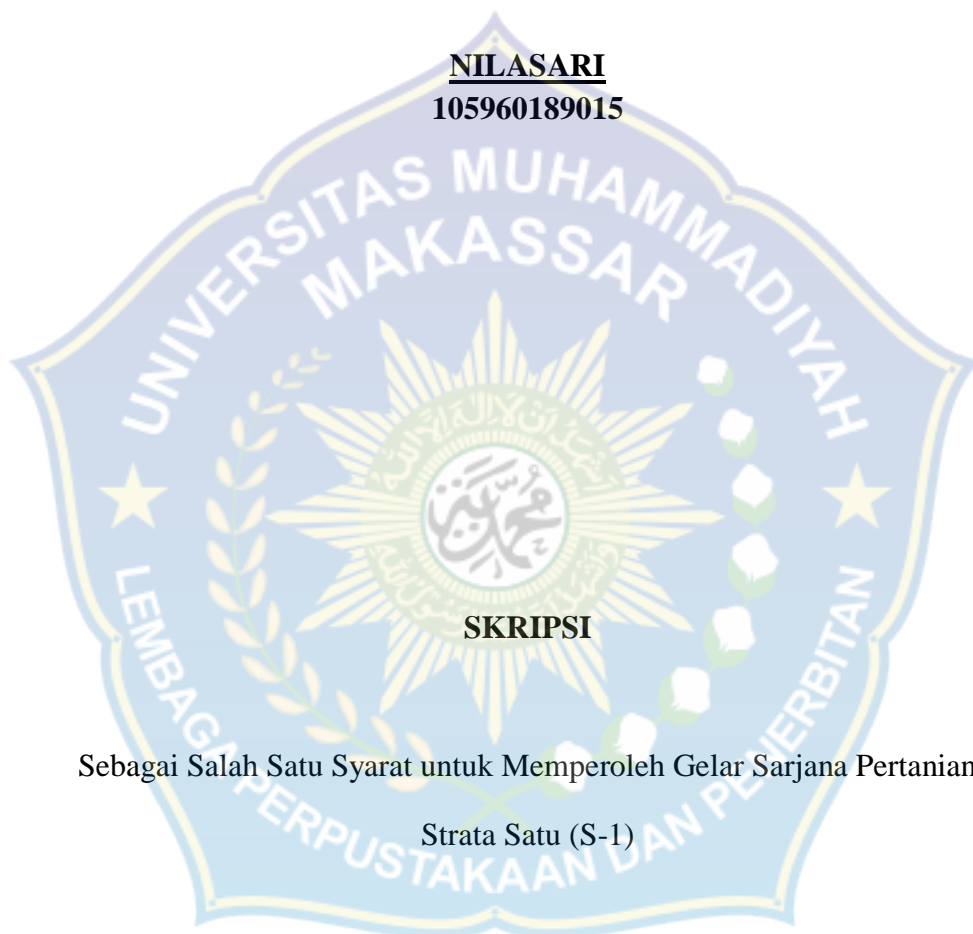 NILASARI
105960189015
UNIVERSITAS MUHAMMADIYAH
MAKASSAR
SKRIPSI
Sebagai Salah Satu Syarat untuk Memperoleh Gelar Sarjana Pertanian
Strata Satu (S-1)
LEMBAGA PERPUSTAKAAN DAN PENERBITAN